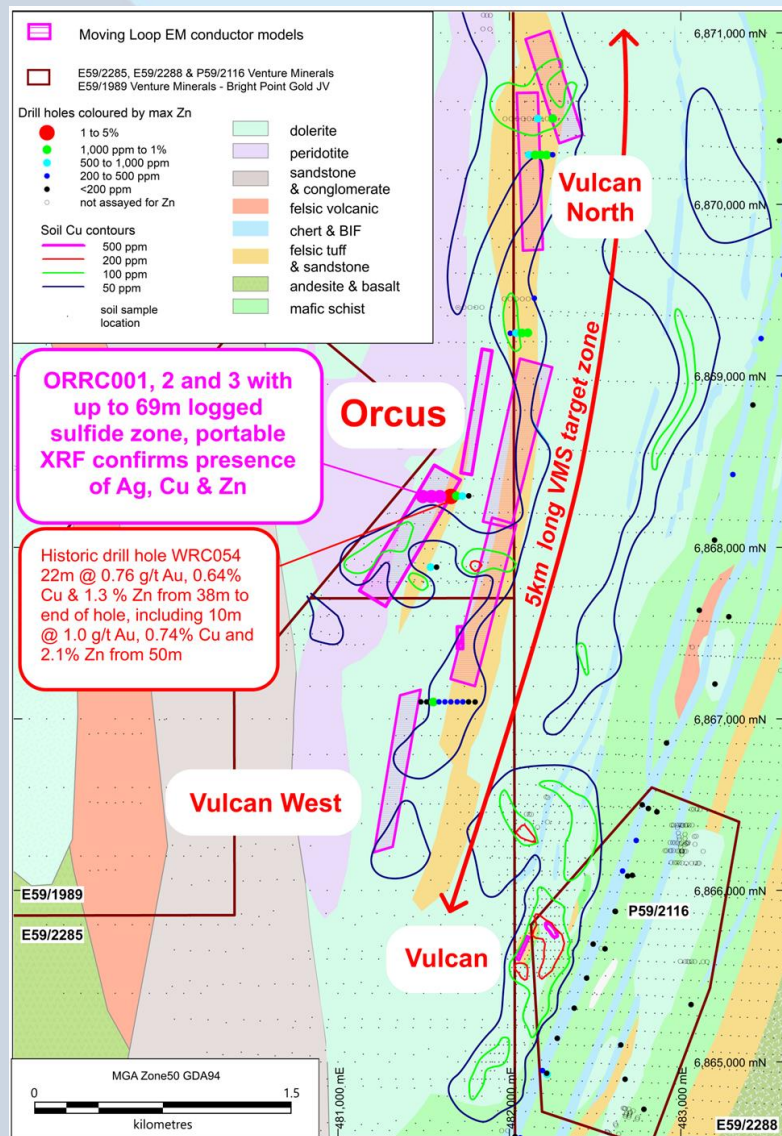 Moving Loop EM conductor models
E59/2285, E59/2288 & P59/2116 Venture Minerals
E59/1989 Venture Minerals - Bright Point Gold JV
Drill holes coloured by max Zn
1 to 5%
1,000 ppm to 1%
500 to 1,000 ppm
200 to 500 ppm
<200 ppm
not assayed for Zn
Soil Cu contours
500 ppm
200 ppm
100 ppm
50 ppm
soil sample
location
dolerite
peridotite
sandstone
& conglomerate
felsic volcanic
chert & BIF
felsic tuff
& sandstone
andesite & basalt
mafic schist
6,871,000 mN
Vulcan
North
6,870,000 mN
6,869,000 mN
ORRC001, 2 and 3 with
up to 69m logged
sulfide zone, portable
XRF confirms presence
of Ag, Cu & Zn
Orcus
5km long VMS target zone
6,868,000 mN
Historic drill hole WRC054
22m @ 0.76 g/t Au, 0.64%
Cu & 1.3 % Zn from 38m to
end of hole, including 10m
@ 1.0 g/t Au, 0.74% Cu and
2.1% Zn from 50m
6,867,000 mN
Vulcan West
6,866,000 mN
E59/1989
E59/2285
P59/2116
Vulcan
6,865,000 mN
MGA Zone50 GDA94
0
1.5
kilometres
481,000 mE
482,000 mE
483,000 mE
E59/2288